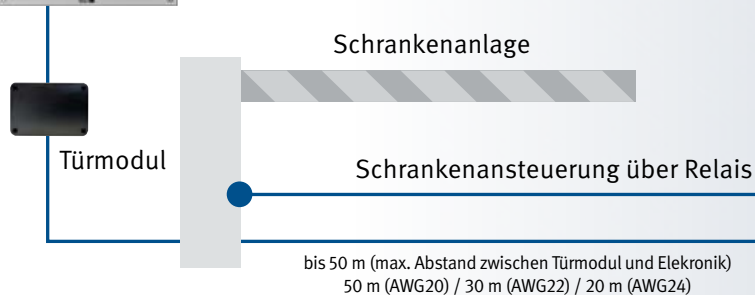 Schrankenanlage
Türmodul
Schrankenansteuerung über Relais
bis 50 m (max. Abstand zwischen Türmodul und Elekronik)
50 m (AWG20) / 30 m (AWG22) / 20 m (AWG24)